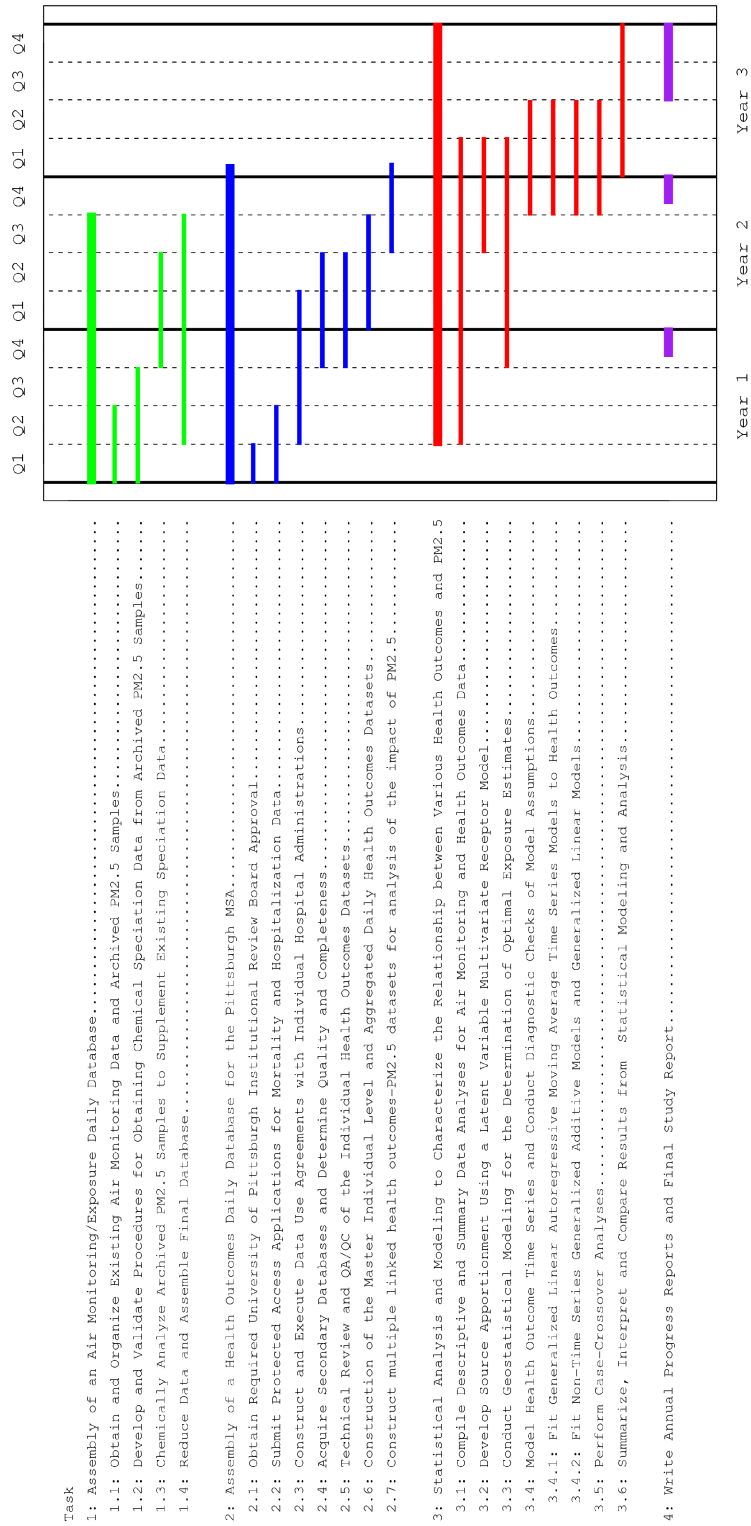 Task
1: Assembly of an Air Monitoring/Exposure Daily Database
1.1: Obtain and Organize Existing Air Monitoring Data and Archived PM2.5 Samples
1.2: Develop and Validate Procedures for Obtaining Chemical Speciation Data from Archived PM2.5 Samples
1.3: Chemically Analyze Archived PM2.5 Samples to Supplement Existing Speciation Data
1.4: Reduce Data and Assemble Final Database
2: Assembly of a Health Outcomes Daily Database for the Pittsburgh MSA
2.1: Obtain Required University of Pittsburgh Institutional Review Board Approval
2.2: Submit Protected Access Applications for Mortality and Hospitalization Data
2.3: Construct and Execute Data Use Agreements with Individual Hospital Administrations
2.4: Acquire Secondary Databases and Determine Quality and Completeness
2.5: Technical Review and QA/QC of the Individual Health Outcomes Datasets
2.6: Construction of the Master Individual Level and Aggregated Daily Health Outcomes Datasets
2.7: Construct multiple linked health outcomes-PM2.5 datasets for analysis of the impact of PM2.5
3: Statistical Analysis and Modeling to Characterize the Relationship between Various Health Outcomes and PM2.5
3.1: Compile Descriptive and Summary Data Analyses for Air Monitoring and Health Outcomes Data
3.2: Develop Source Apportionment Using a Latent Variable Multivariate Receptor Model
3.3: Conduct Geostatistical Modeling for the Determination of Optimal Exposure Estimates
3.4: Model Health Outcome Time Series and Conduct Diagnostic Checks of Model Assumptions
3.4.1: Fit Generalized Linear Autoregressive Moving Average Time Series Models to Health Outcomes
3.4.2: Fit Non-Time Series Generalized Additive Models and Generalized Linear Models
3.5: Perform Case-Crossover Analyses
3.6: Summarize, Interpret and Compare Results from Statistical Modeling and Analysis
4: Write Annual Progress Reports and Final Study Report
Q1 Q2 Q3 Q4 Q1 Q2 Q3 Q4 Q1 Q2 Q3 Q4
Year 1 Year 2 Year 3